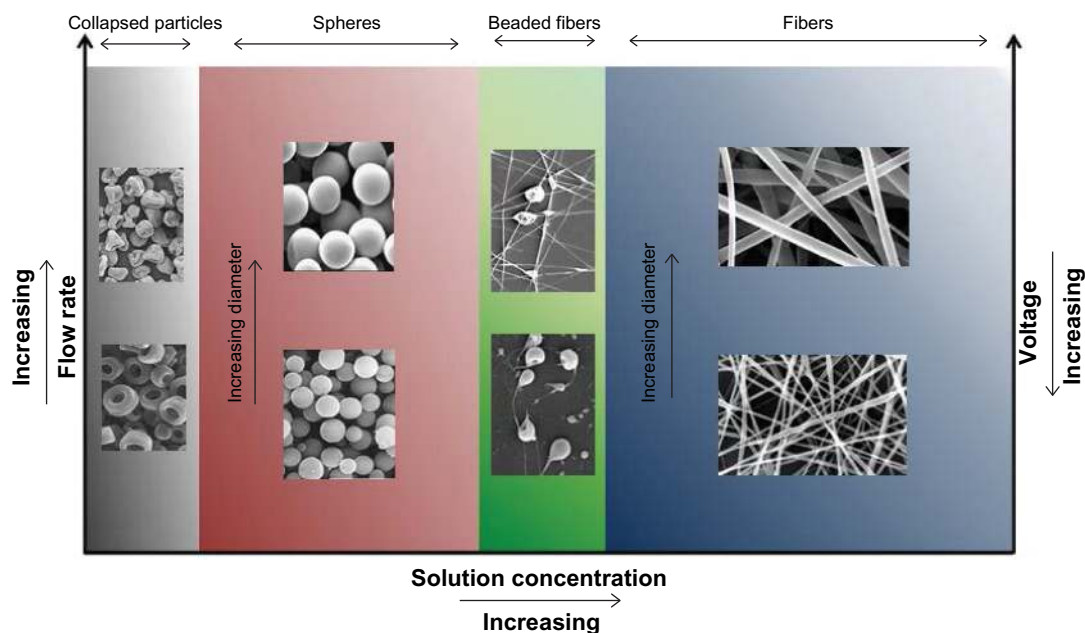 Collapsed particles
Spheres
Beaded fibers
Fibers
Increasing
Flow rate
Increasing diameter
Increasing diameter
Voltage
Increasing
Solution concentration
Increasing